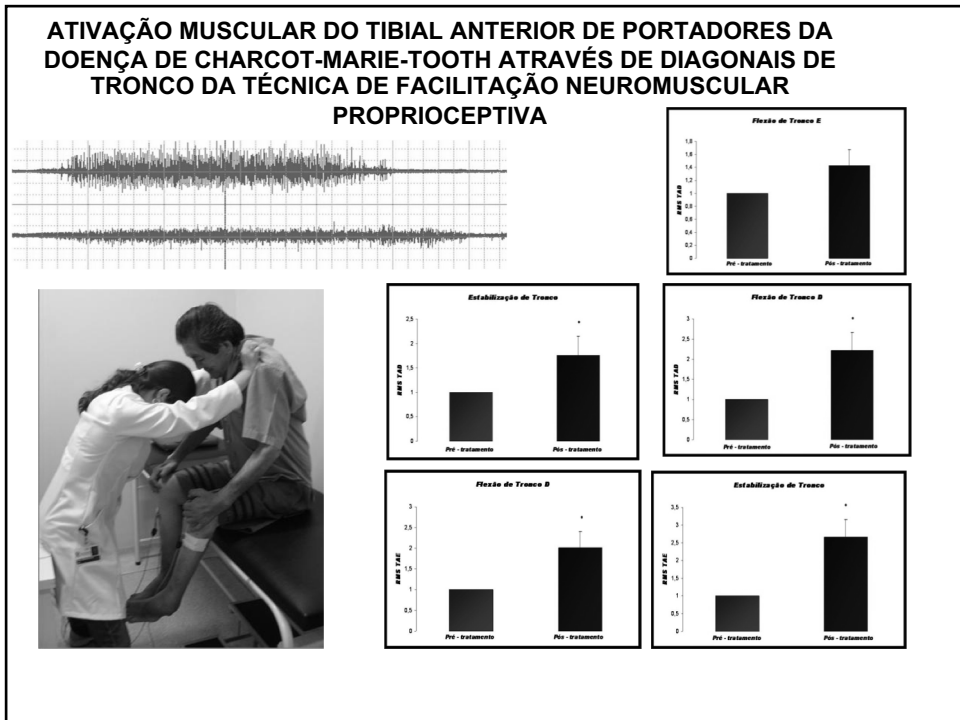 ATIVAÇÃO MUSCULAR DO TIBIAL ANTERIOR DE PORTADORES DA
DOENÇA DE CHARCOT-MARIE-TOOTH ATRAVÉS DE DIAGONAIS DE
TRONCO DA TÉCNICA DE FACILITAÇÃO NEUROMUSCULAR
PROPRIOCEPTIVA
Flexão de Tronco E
RMS TAD
1,8
1,6
1,4
1,2
1
0,8
0,6
0,4
0,2
0
Pré - tratamento
Pós - tratamento
Estabilização de Tronco
RMS TAD
2,5
2
1,5
1
0,5
0
*
Pré - tratamento
Pós - tratamento
Flexão de Tronco D
RMS TAD
3
2,5
2
1,5
1
0,5
0
*
Pré - tratamento
Pós - tratamento
Flexão de Tronco D
RMS TAE
3
2,5
2
1,5
1
0,5
0
*
Pré - tratamento
Pós - tratamento
Estabilização de Tronco
RMS TAE
3,5
3
2,5
2
1,5
1
0,5
0
*
Pré - tratamento
Pós - tratamento